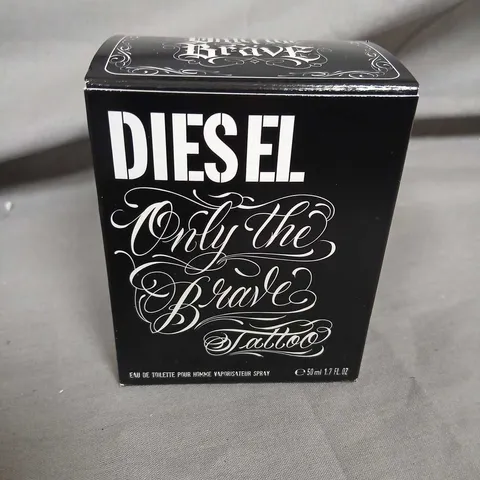 Brave
DIESEL
Only the
Brave
Tattoo
EAU DE TOILETTE POUR HOMME VAPORISATEUR SPRAY
℮ 50 ml 1.7 FL. OZ